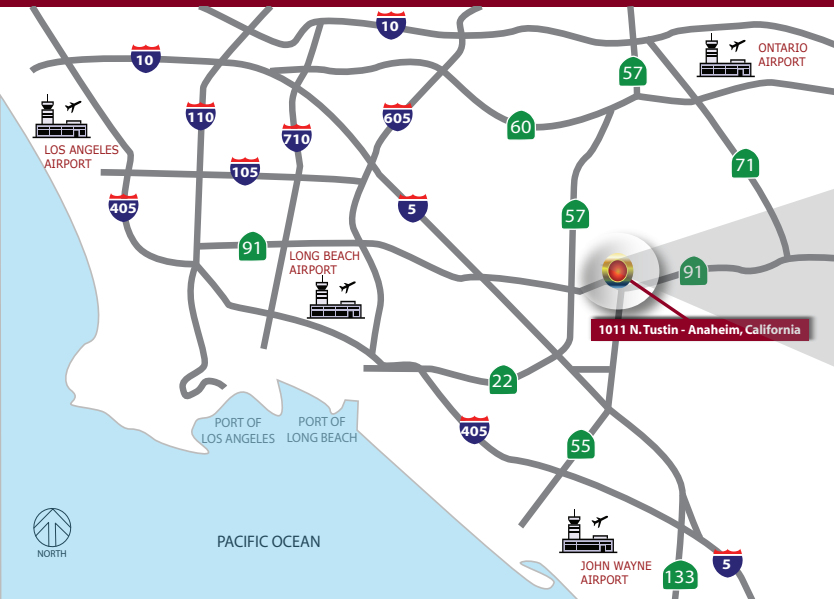 10
57
ONTARIO
AIRPORT
10
110
605
60
710
LOS ANGELES
AIRPORT
71
105
405
5
57
91
LONG BEACH
AIRPORT
91
1011 N. Tustin - Anaheim, California
22
PORT OF
LOS ANGELES
PORT OF
LONG BEACH
405
55
NORTH
PACIFIC OCEAN
JOHN WAYNE
AIRPORT
133
5